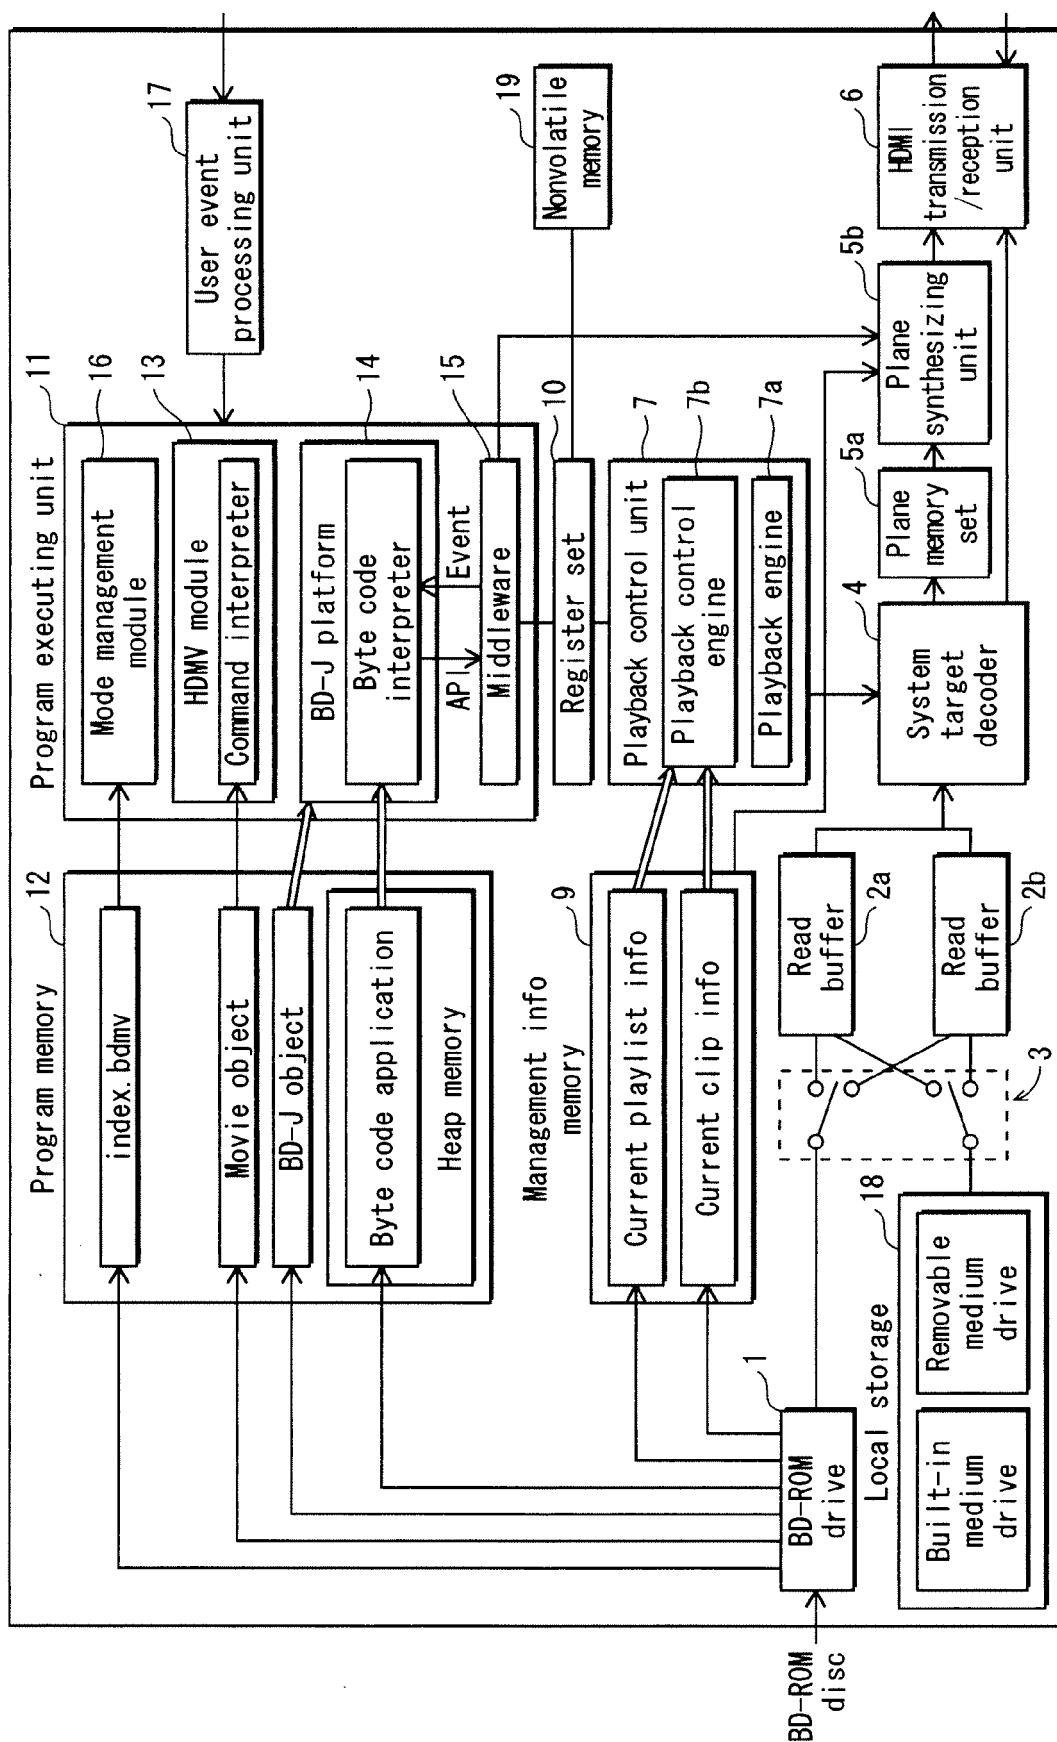 Program memory
12
index.bdmv
Movie object
BD-J object
Byte code application
Heap memory
Program executing unit
11
Mode management
module
16
HDMV module
13
Command interpreter
BD-J platform
14
Byte code
interpreter
API
Event
Middleware
15
User event
processing unit
17
Register set
10
Nonvolatile
memory
19
Management info
memory
9
Current playlist info
Current clip info
Playback control unit
7
Playback control
engine
7b
Playback engine
7a
BD-ROM
disc
BD-ROM
drive
1
Local storage
18
Built-in
medium
drive
Removable
medium
drive
3
Read
buffer
2a
Read
buffer
2b
System
target
decoder
4
Plane
memory
set
5a
Plane
synthesizing
unit
5b
HDMI
transmission
/reception
unit
6